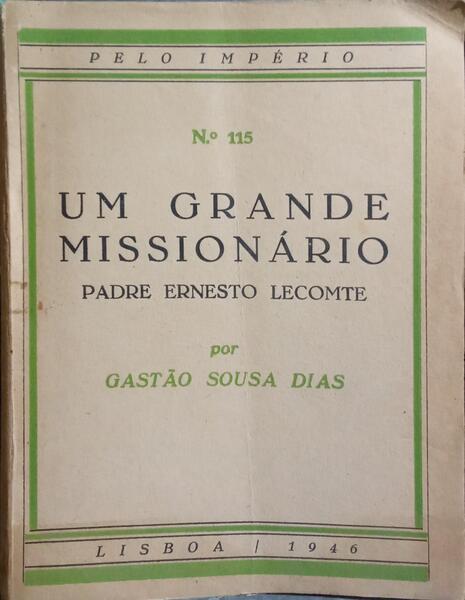 PELO IMPÉRIO
N.º 115
UM GRANDE
MISSIONÁRIO
PADRE ERNESTO LECOMTE
por
GASTÃO SOUSA DIAS
LISBOA / 1946